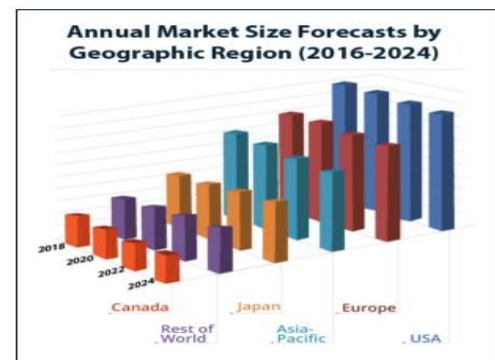 Annual Market Size Forecasts by
Geographic Region (2016-2024)
2018
2020
2022
2024
Canada
Japan
Europe
Rest of
World
Asia-
Pacific
USA